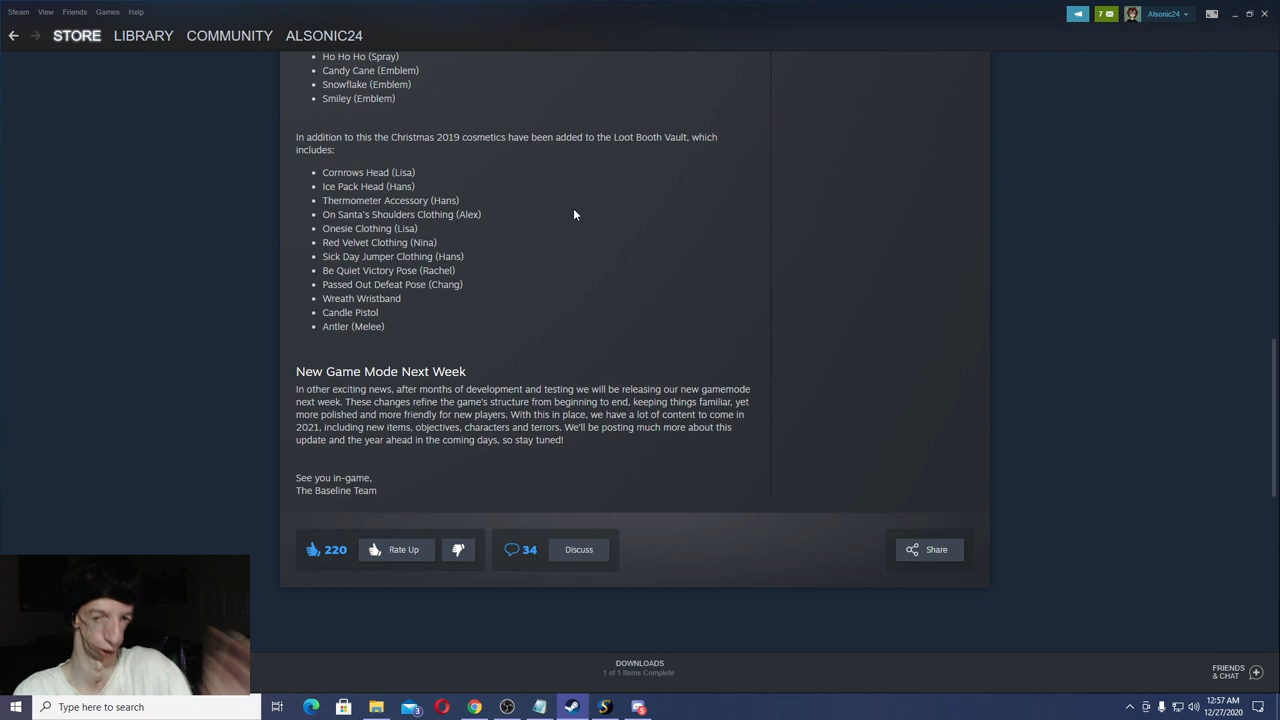 Steam View Friends Games Help
7
Alsonic24
STORE LIBRARY COMMUNITY ALSONIC24
Ho Ho Ho (Spray)
Candy Cane (Emblem)
Snowflake (Emblem)
Smiley (Emblem)
In addition to this the Christmas 2019 cosmetics have been added to the Loot Booth Vault, which
includes:
Cornrows Head (Lisa)
Ice Pack Head (Hans)
Thermometer Accessory (Hans)
On Santa's Shoulders Clothing (Alex)
Onesie Clothing (Lisa)
Red Velvet Clothing (Nina)
Sick Day Jumper Clothing (Hans)
Be Quiet Victory Pose (Rachel)
Passed Out Defeat Pose (Chang)
Wreath Wristband
Candle Pistol
Antler (Melee)
New Game Mode Next Week
In other exciting news, after months of development and testing we will be releasing our new gamemode
next week. These changes refine the game's structure from beginning to end, keeping things familiar, yet
more polished and more friendly for new players. With this in place, we have a lot of content to come in
2021, including new items, objectives, characters and terrors. We'll be posting much more about this
update and the year ahead in the coming days, so stay tuned!
See you in-game,
The Baseline Team
220 Rate Up
34 Discuss
Share
DOWNLOADS
1 of 1 Items Complete
FRIENDS
& CHAT
Type here to search
3
5
12:57 AM
12/27/2020